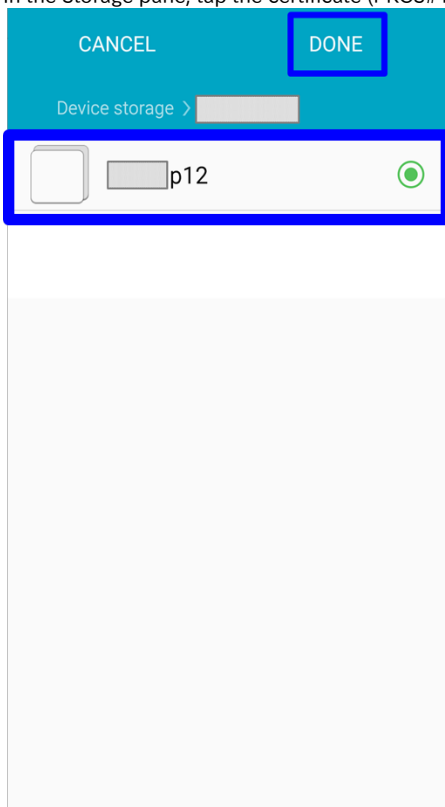 In the Storage pane, tap the certificate (PKCS#
CANCEL DONE
Device storage >
p12